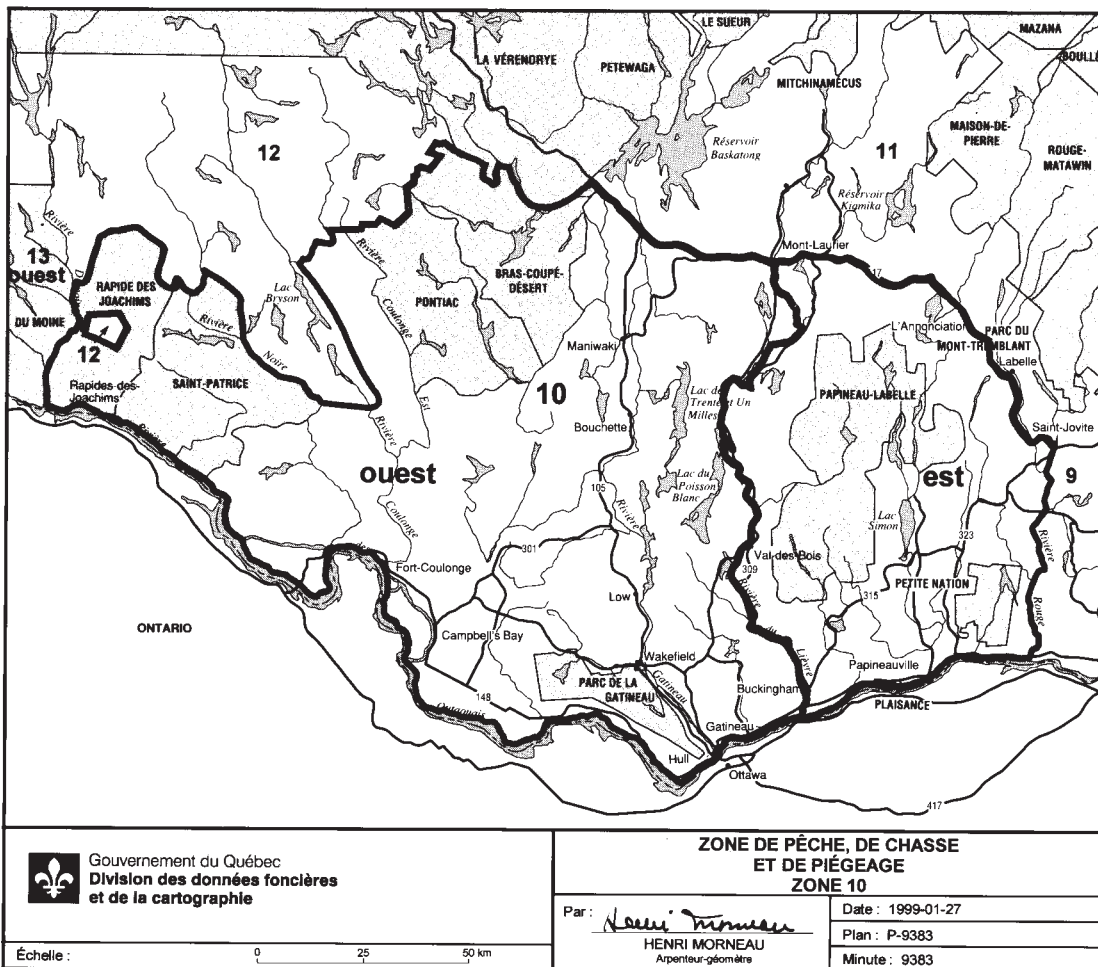 LE SUEUR
MAZANA
BOULLÉ
LA VÉRENDRYE
PETEWAGA
MITCHINAMÉCUS
MAISON-DE-
PIERRE
ROUGE-
MATAWIN
12
11
Réservoir
Baskatong
Réservoir
Kiamika
Rivière
13
ouest
RAPIDE DES
JOACHIMS
DU MOINE
12
Rapides-des-
Joachims
Lac
Bryson
Rivière
Noire
SAINT-PATRICE
Rivière
Coulonge
Est
PONTIAC
BRAS-COUPÉ-
DÉSERT
Mont-Laurier
17
L'Annonciation
PARC DU
MONT-TREMBLANT
Labelle
Maniwaki
10
Bouchette
Lac de
Trente et Un
Milles
PAPINEAU-LABELLE
Saint-Jovite
ouest
Rivière
Coulonge
Lac du
Poisson
Blanc
105
Rivière
est
9
Lac
Simon
323
Rivière
Rouge
301
Fort-Coulonge
Val-des-Bois
309
PETITE NATION
315
Low
Rivière
du
Lièvre
ONTARIO
Campbell's Bay
Wakefield
Papineauville
PARC DE LA
GATINEAU
Gatineau
Buckingham
148
Outaouais
PLAISANCE
Gatineau
Hull
Ottawa
417
Gouvernement du Québec
Division des données foncières
et de la cartographie
Échelle :
0 25 50 km
ZONE DE PÊCHE, DE CHASSE
ET DE PIÉGEAGE
ZONE 10
Par : Henri Morneau
HENRI MORNEAU
Arpenteur-géomètre
Date : 1999-01-27
Plan : P-9383
Minute : 9383